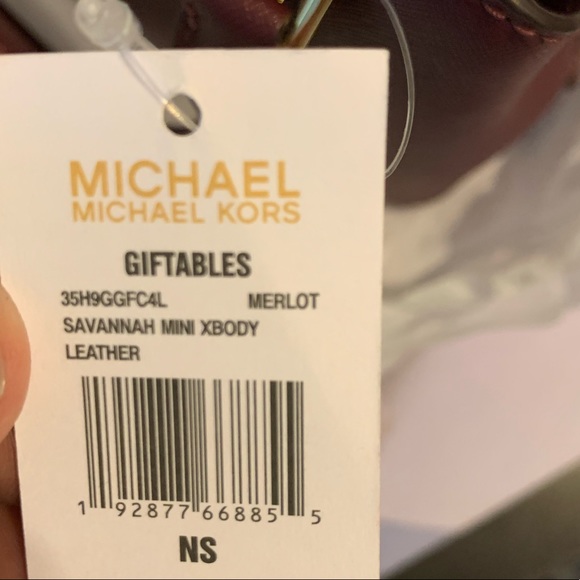 MICHAEL
MICHAEL KORS
GIFTABLES
35H9GGFC4L MERLOT
SAVANNAH MINI XBODY
LEATHER
1 92877 66885 5
NS